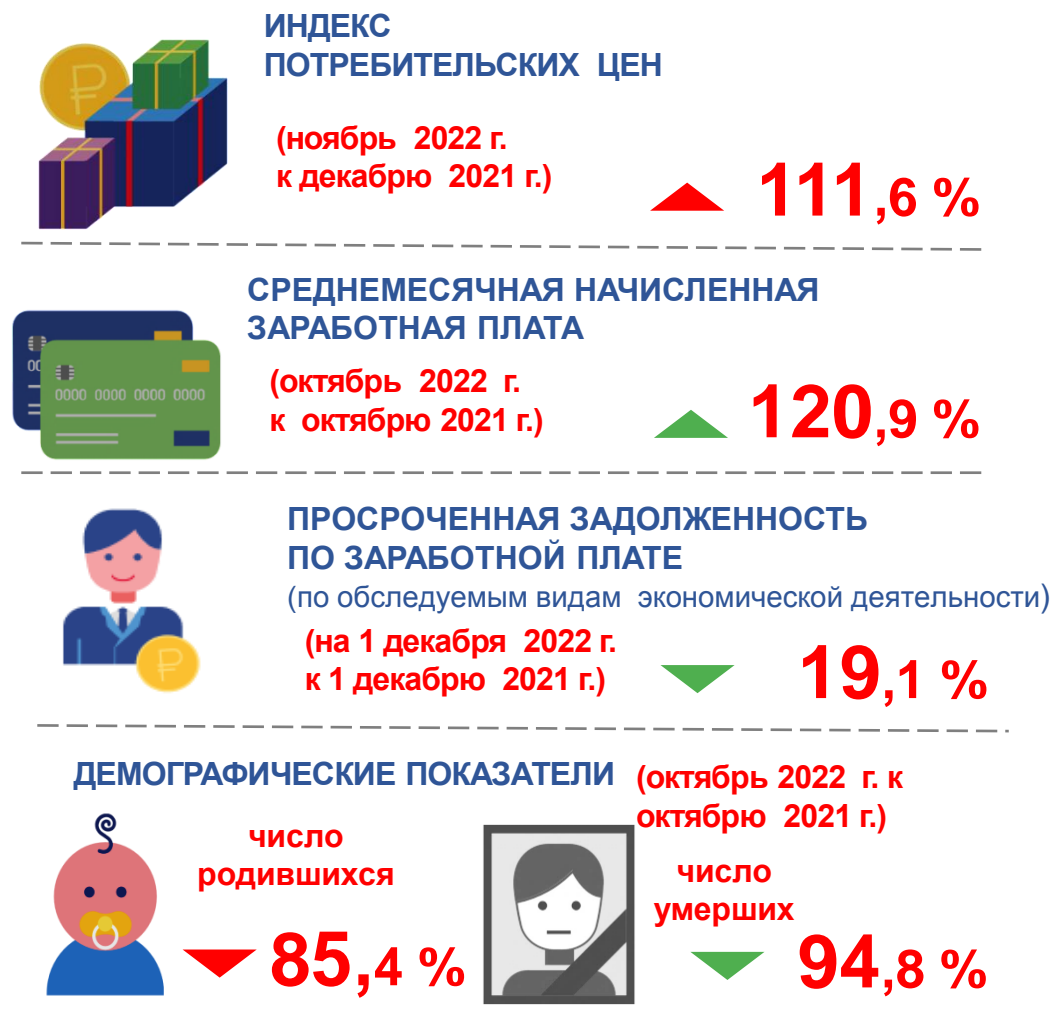 ИНДЕКС
ПОТРЕБИТЕЛЬСКИХ ЦЕН
(ноябрь 2022 г.
к декабрю 2021 г.)
111,6 %
СРЕДНЕМЕСЯЧНАЯ НАЧИСЛЕННАЯ
ЗАРАБОТНАЯ ПЛАТА
00
0000 0000 0000 0000
(октябрь 2022 г.
к октябрю 2021 г.)
120,9 %
ПРОСРОЧЕННАЯ ЗАДОЛЖЕННОСТЬ
ПО ЗАРАБОТНОЙ ПЛАТЕ
(по обследуемым видам экономической деятельности)
(на 1 декабря 2022 г.
к 1 декабрю 2021 г.)
19,1 %
ДЕМОГРАФИЧЕСКИЕ ПОКАЗАТЕЛИ
(октябрь 2022 г. к
октябрю 2021 г.)
число
родившихся
85,4 %
число
умерших
94,8 %